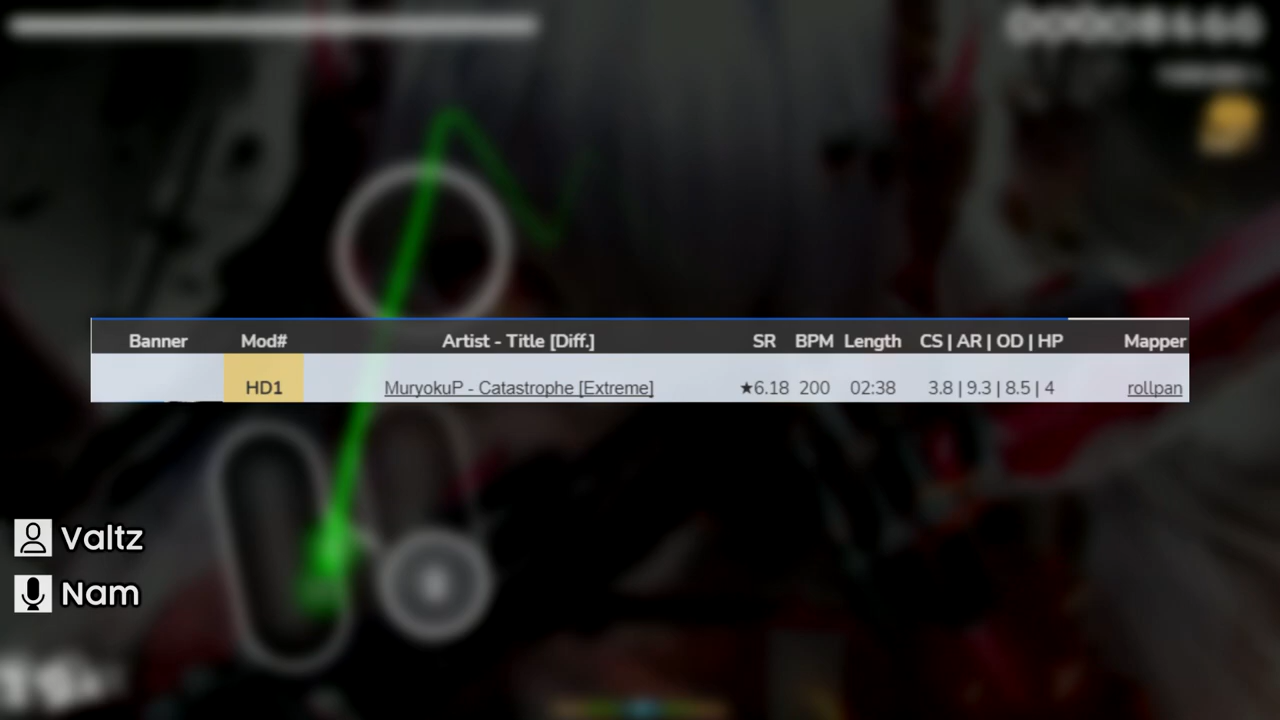 Banner Mod# Artist - Title [Diff.] SR BPM Length CS | AR | OD | HP Mapper
HD1 MuryokuP - Catastrophe [Extreme] ★6.18 200 02:38 3.8 | 9.3 | 8.5 | 4 rollpan
Valtz
Nam